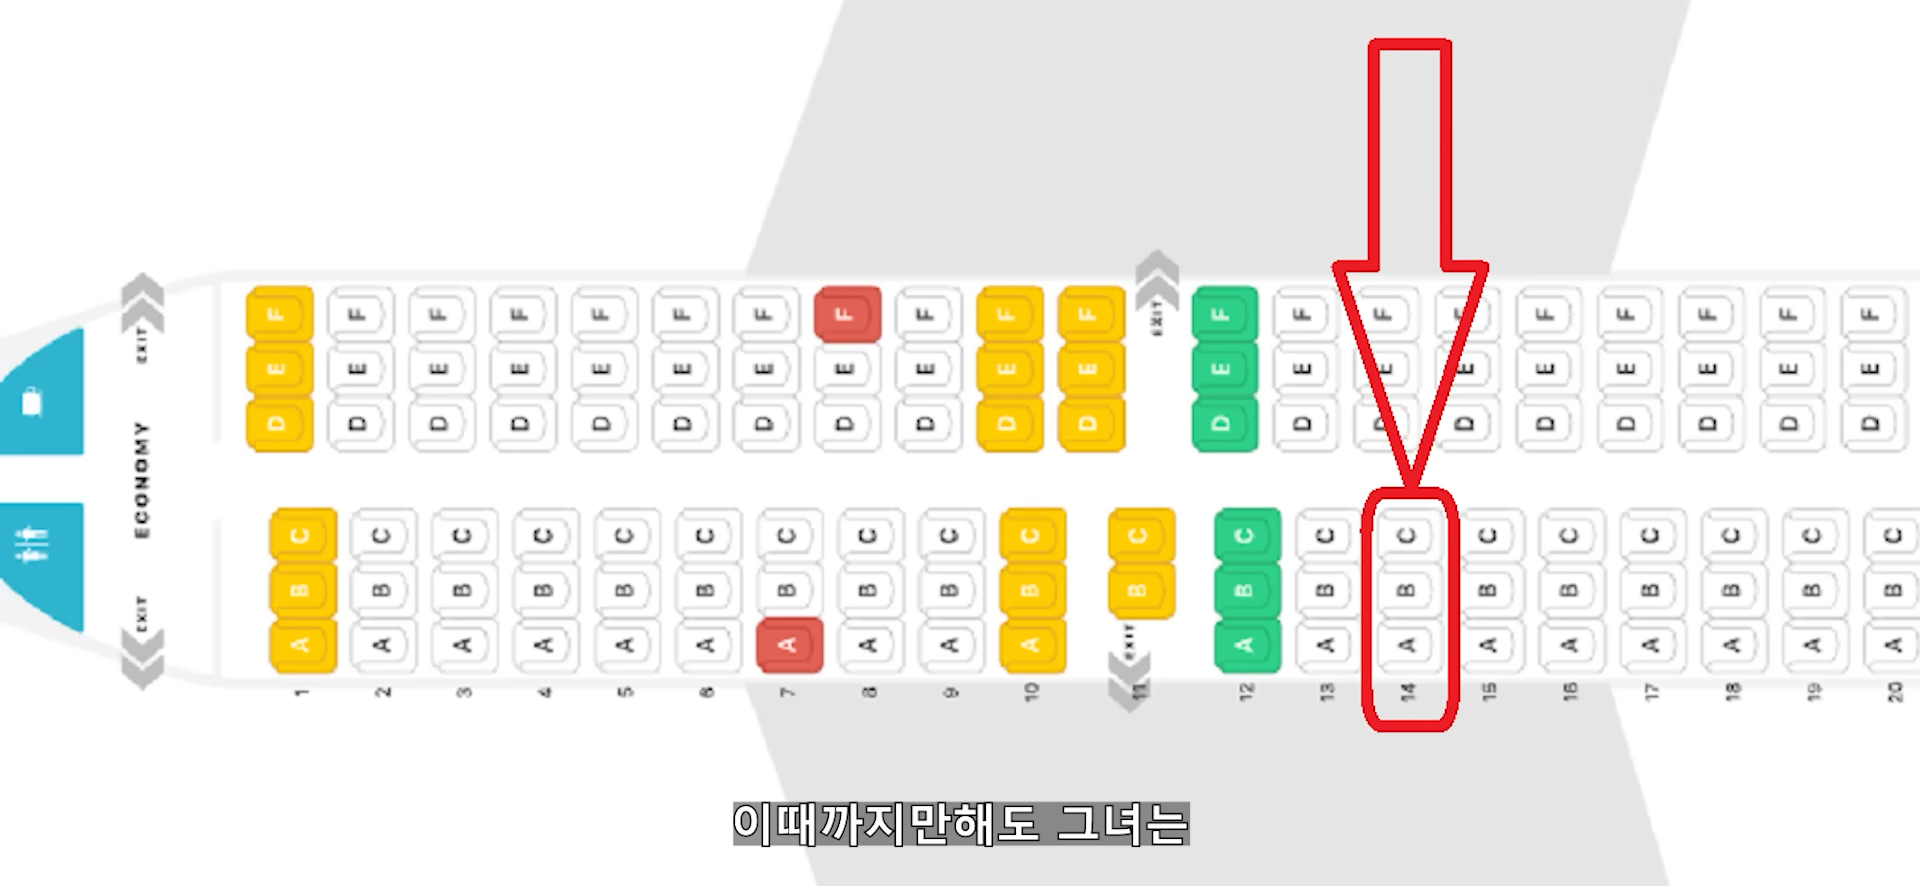 EXIT
EXIT
F F F F F F F F F F F F F F F F F F F F
E E E E E E E E E E E E E E E E E E E E
D D D D D D D D D D D D D D D D D D D D
ECONOMY
C C C C C C C C C C C C C C C C C C C C
B B B B B B B B B B B B B B B B B B B B
A A A A A A A A A A A A A A A A A A A
EXIT
EXIT
1 2 3 4 5 6 7 8 9 10 11 12 13 14 15 16 17 18 19 20
이때까지만해도 그녀는